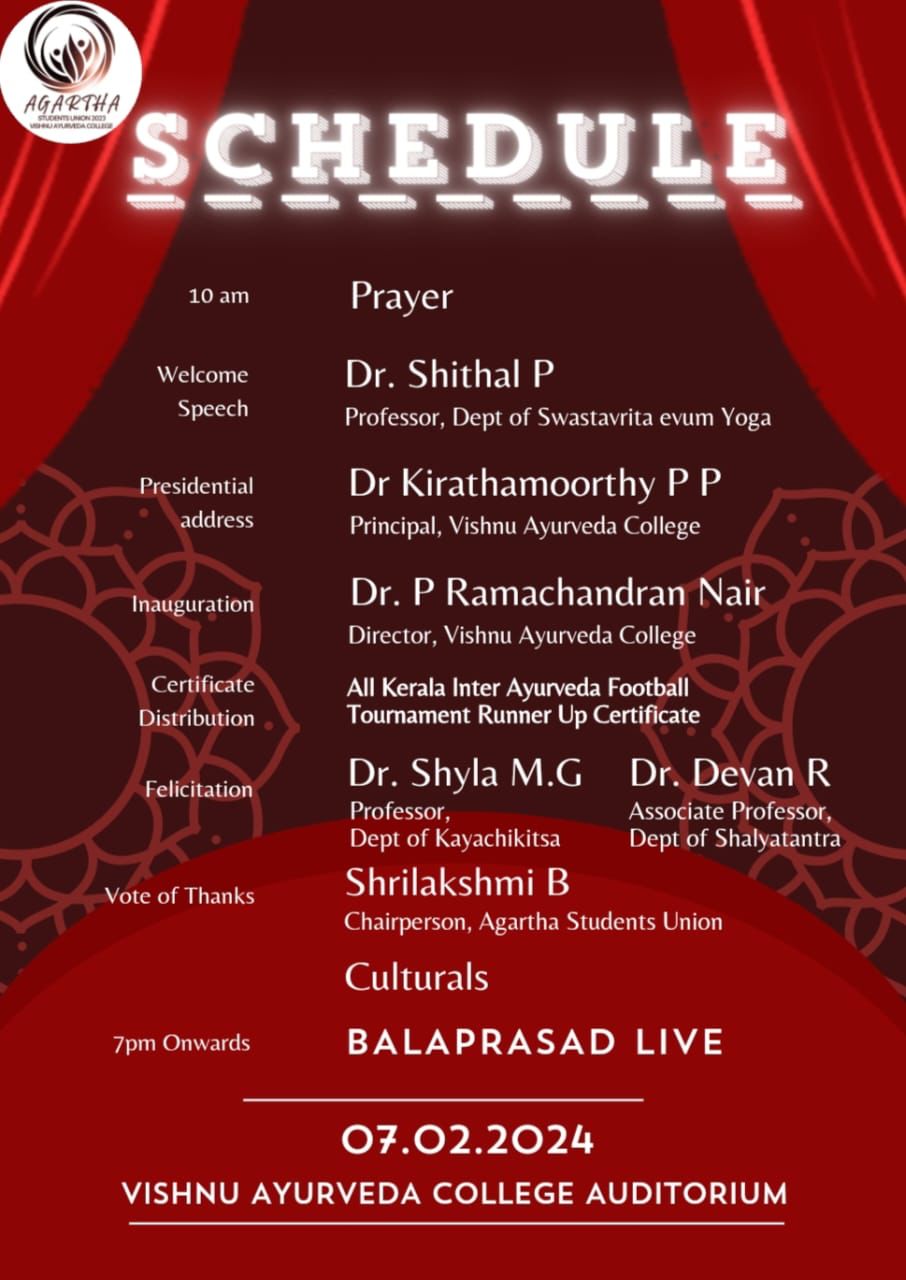 AGARTHA
STUDENTS UNION 2023
VISHNU AYURVEDA COLLEGE
SCHEDULE
10 am Prayer
Welcome
Speech
Dr. Shithal P
Professor, Dept of Swastavrita evum Yoga
Presidential
address
Dr Kirathamoorthy P P
Principal, Vishnu Ayurveda College
Inauguration
Dr. P Ramachandran Nair
Director, Vishnu Ayurveda College
Certificate
Distribution
All Kerala Inter Ayurveda Football
Tournament Runner Up Certificate
Felicitation
Dr. Shyla M.G
Professor,
Dept of Kayachikitsa
Dr. Devan R
Associate Professor,
Dept of Shalyatantra
Vote of Thanks
Shrilakshmi B
Chairperson, Agartha Students Union
Culturals
7pm Onwards BALAPRASAD LIVE
07.02.2024
VISHNU AYURVEDA COLLEGE AUDITORIUM